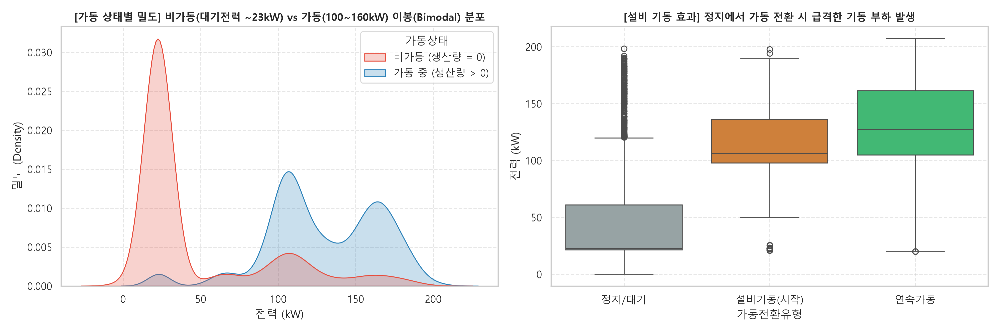 [가동 상태별 밀도] 비가동(대기전력 ~23kW) vs 가동(100~160kW) 이봉(Bimodal) 분포
밀도 (Density)
0.030
0.025
0.020
0.015
0.010
0.005
0.000
가동상태
비가동 (생산량 = 0)
가동 중 (생산량 > 0)
0 50 100 150 200
전력 (kW)
[설비 기동 효과] 정지에서 가동 전환 시 급격한 기동 부하 발생
전력 (kW)
200
150
100
50
0
정지/대기 설비기동(시작) 연속가동
가동전환유형